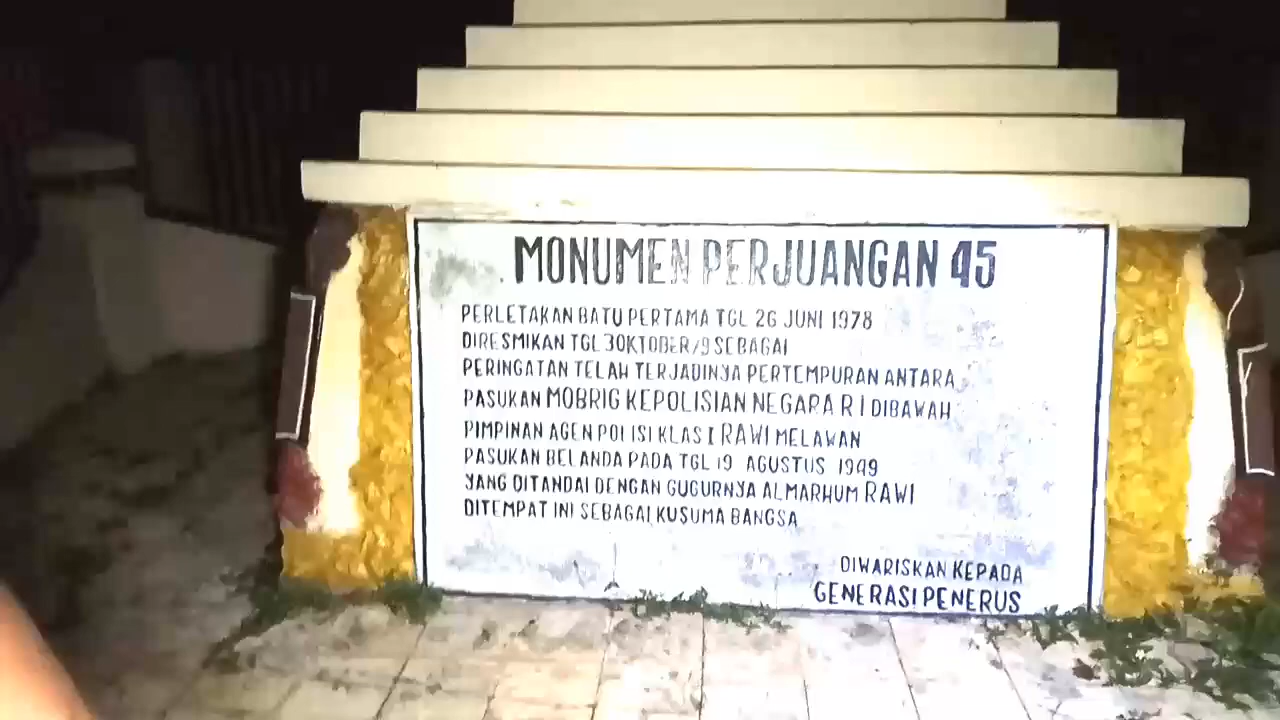 MONUMEN PERJUANGAN 45
PERLETAKAN BATU PERTAMA TGL 26 JUNI 1978
DIRESMIKAN TGL 3 OKTOBER /9 SEBAGAI
PERINGATAN TELAH TERJADINYA PERTEMPURAN ANTARA
PASUKAN MOBRIG KEPOLISIAN NEGARA R I DIBAWAH
PIMPINAN AGEN POLISI KLAS I RAWI MELAWAN
PASUKAN BELANDA PADA TGL 19 AGUSTUS 1949
YANG DITANDAI DENGAN GUGURNYA ALMARHUM RAWI
DITEMPAT INI SEBAGAI KUSUMA BANGSA
DIWARISKAN KEPADA
GENERASI PENERUS